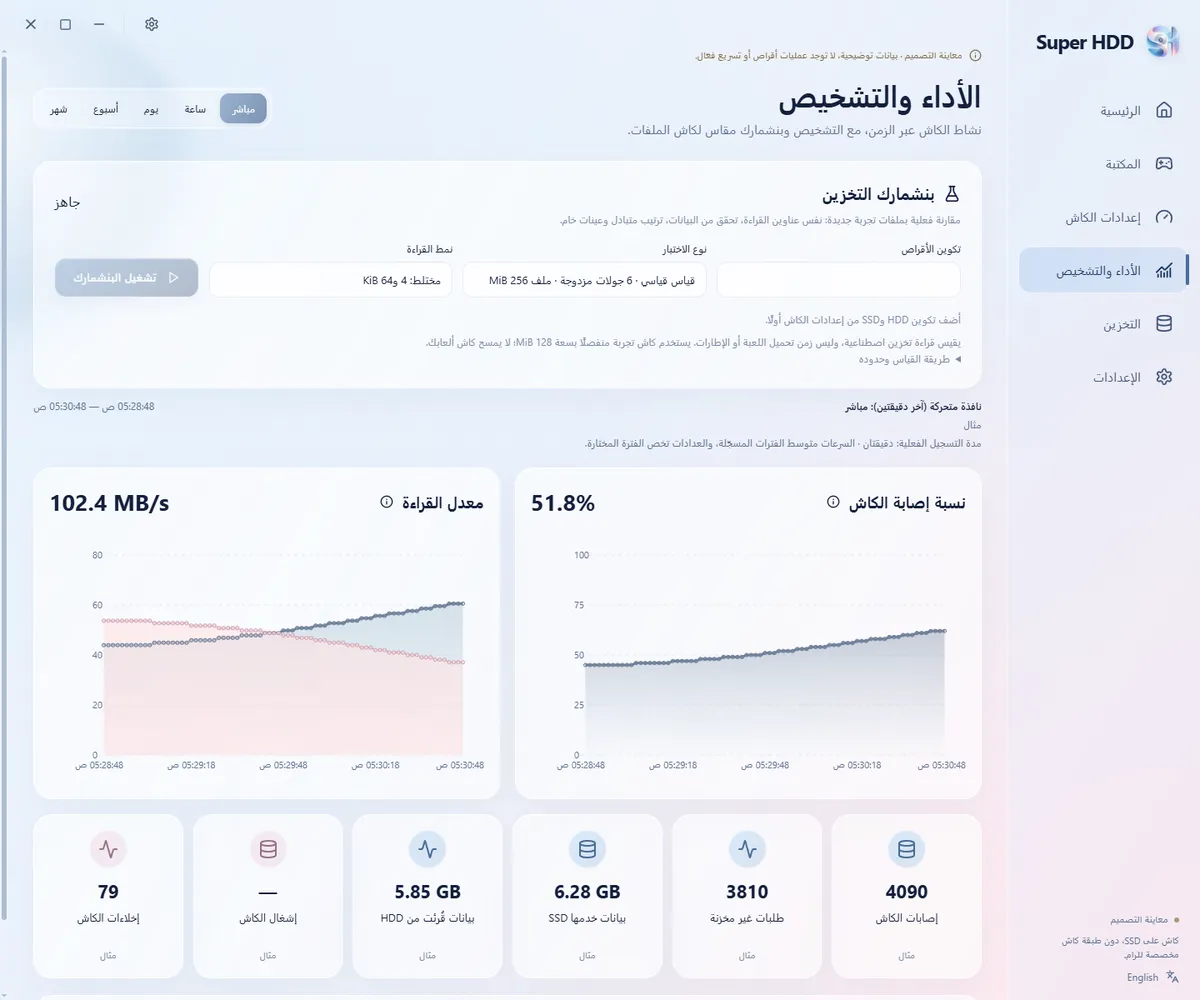 Super HDD
الرئيسية
المكتبة
إعدادات الكاش
الأداء والتشخيص
التخزين
الإعدادات
معاينة التصميم
كاش على SSD، دون طبقة كاش
مخصصة للرام.
English
معاينة التصميم · بيانات توضيحية، لا توجد عمليات أقراص أو تسريع فعّال.
الأداء والتشخيص
نشاط الكاش عبر الزمن، مع التشخيص وبنشمارك مقاس لكاش الملفات.
مباشر
ساعة
يوم
أسبوع
شهر
بنشمارك التخزين
جاهز
مقارنة فعلية بملفات تجربة جديدة: نفس عناوين القراءة، تحقق من البيانات، ترتيب متبادل وعينات خام.
تكوين الأقراص
نوع الاختبار
نمط القراءة
قياس قياسي · 6 جولات مزدوجة · ملف 256 MiB
مختلط: 4 و64 KiB
تشغيل البنشمارك
أضف تكوين HDD وSSD من إعدادات الكاش أولًا.
يقيس قراءة تخزين اصطناعية، وليس زمن تحميل اللعبة أو الإطارات. يستخدم كاش تجربة منفصلًا بسعة 128 MiB؛ لا يمسح كاش ألعابك.
طريقة القياس وحدوده
نافذة متحركة (آخر دقيقتين): مباشر
05:28:48 ص — 05:30:48 ص
مثال
مدة التسجيل الفعلية: دقيقتان · السرعات متوسط الفترات المسجّلة، والعدادات تخص الفترة المختارة.
نسبة إصابة الكاش
51.8%
100
75
50
25
0
05:28:48 ص
05:29:18 ص
05:29:48 ص
05:30:18 ص
05:30:48 ص
معدل القراءة
102.4 MB/s
80
60
40
20
0
05:28:48 ص
05:29:18 ص
05:29:48 ص
05:30:18 ص
05:30:48 ص
4090
إصابات الكاش
مثال
3810
طلبات غير مخزنة
مثال
6.28 GB
بيانات خدمها SSD
مثال
5.85 GB
بيانات قُرئت من HDD
مثال
—
إشغال الكاش
مثال
79
إخلاءات الكاش
مثال